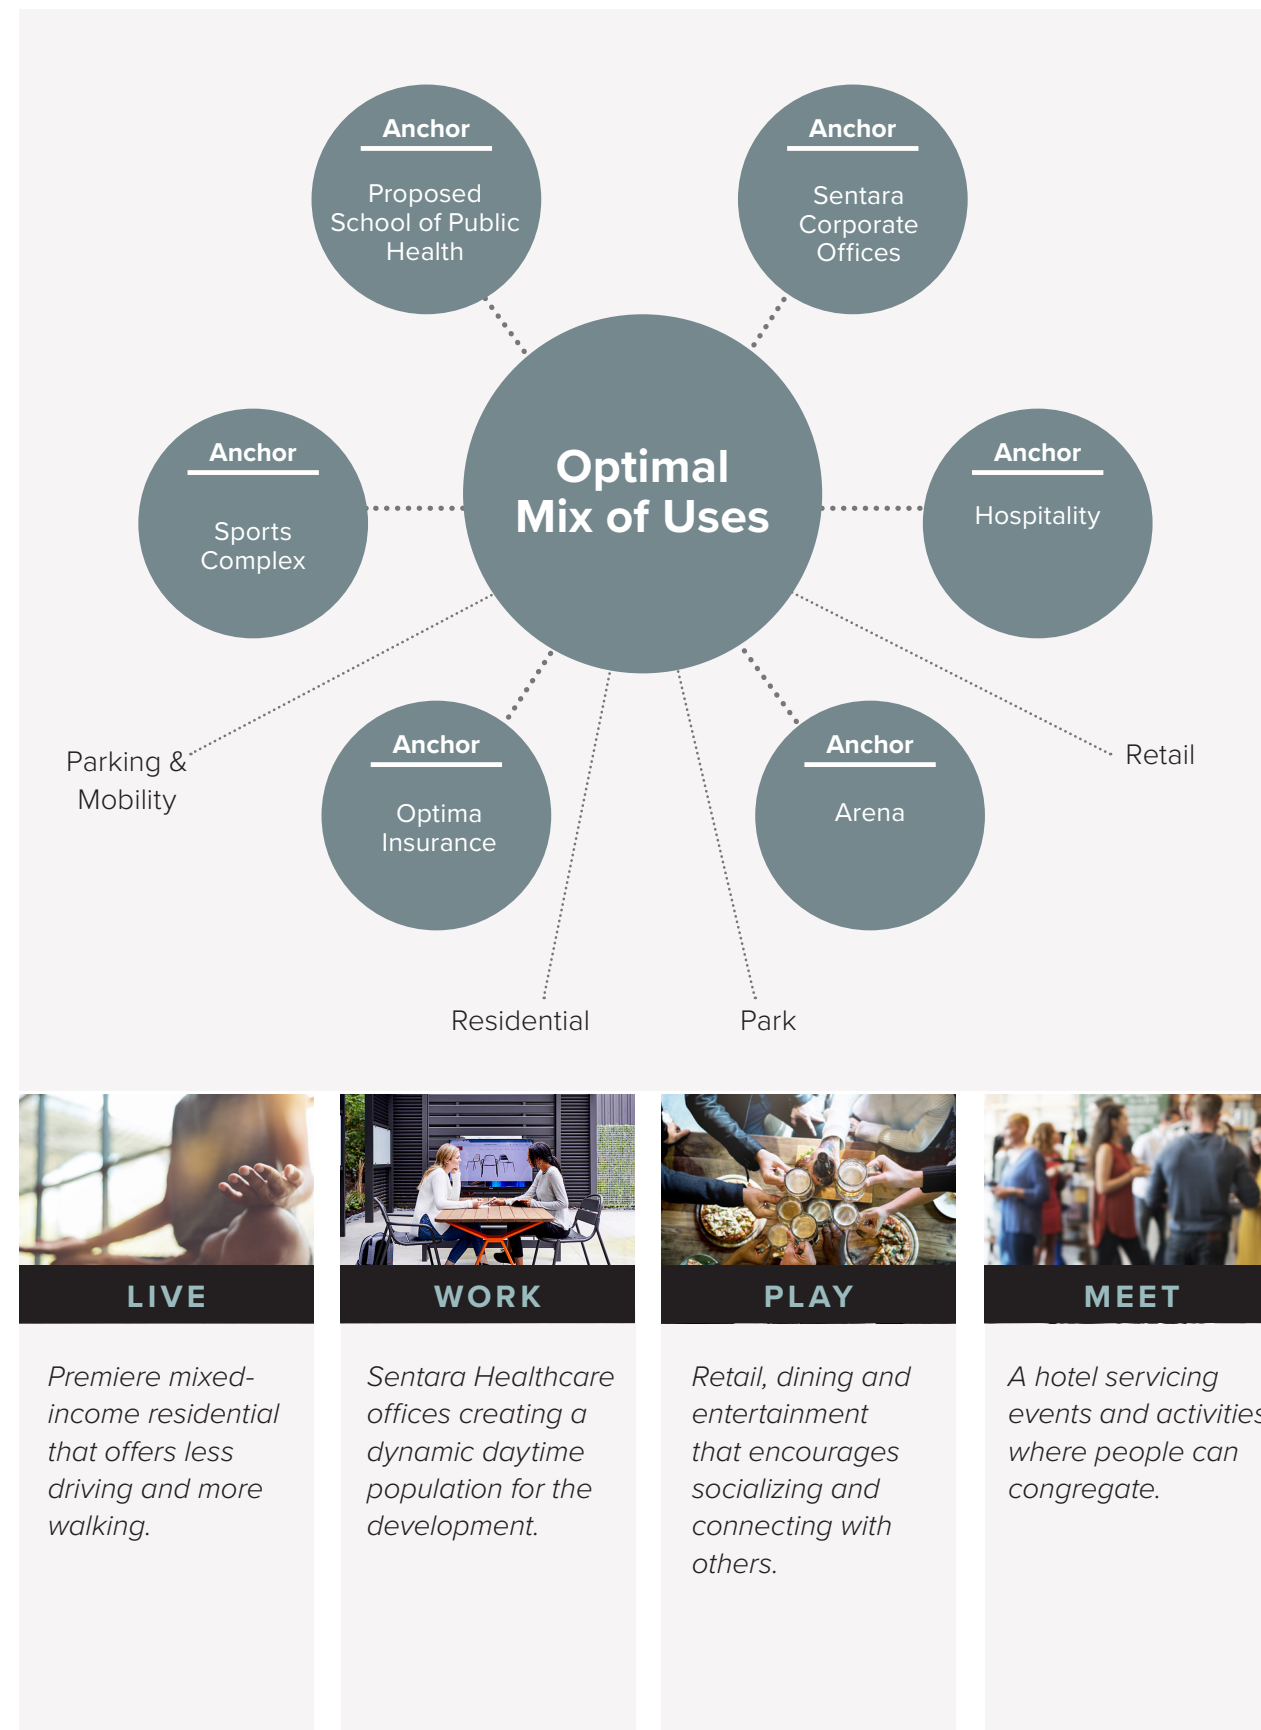 Anchor
Proposed
School of Public
Health
Anchor
Sentara
Corporate
Offices
Optimal
Mix of Uses
Anchor
Sports
Complex
Anchor
Hospitality
Parking &
Mobility
Anchor
Optima
Insurance
Anchor
Arena
Retail
Residential
Park
LIVE
Premiere mixed-
income residential
that offers less
driving and more
walking.
WORK
Sentara Healthcare
offices creating a
dynamic daytime
population for the
development.
PLAY
Retail, dining and
entertainment
that encourages
socializing and
connecting with
others.
MEET
A hotel servicing
events and activities
where people can
congregate.